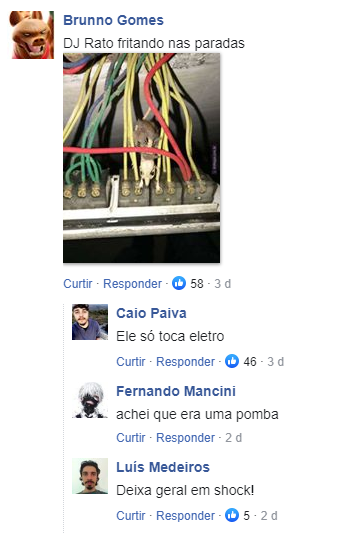 Brunno Gomes
DJ Rato fritando nas paradas
Curtir · Responder · 58 · 3 d
Caio Paiva
Ele só toca eletro
Curtir · Responder · 46 · 3 d
Fernando Mancini
achei que era uma pomba
Curtir · Responder · 2 d
Luís Medeiros
Deixa geral em shock!
Curtir · Responder · 5 · 2 d